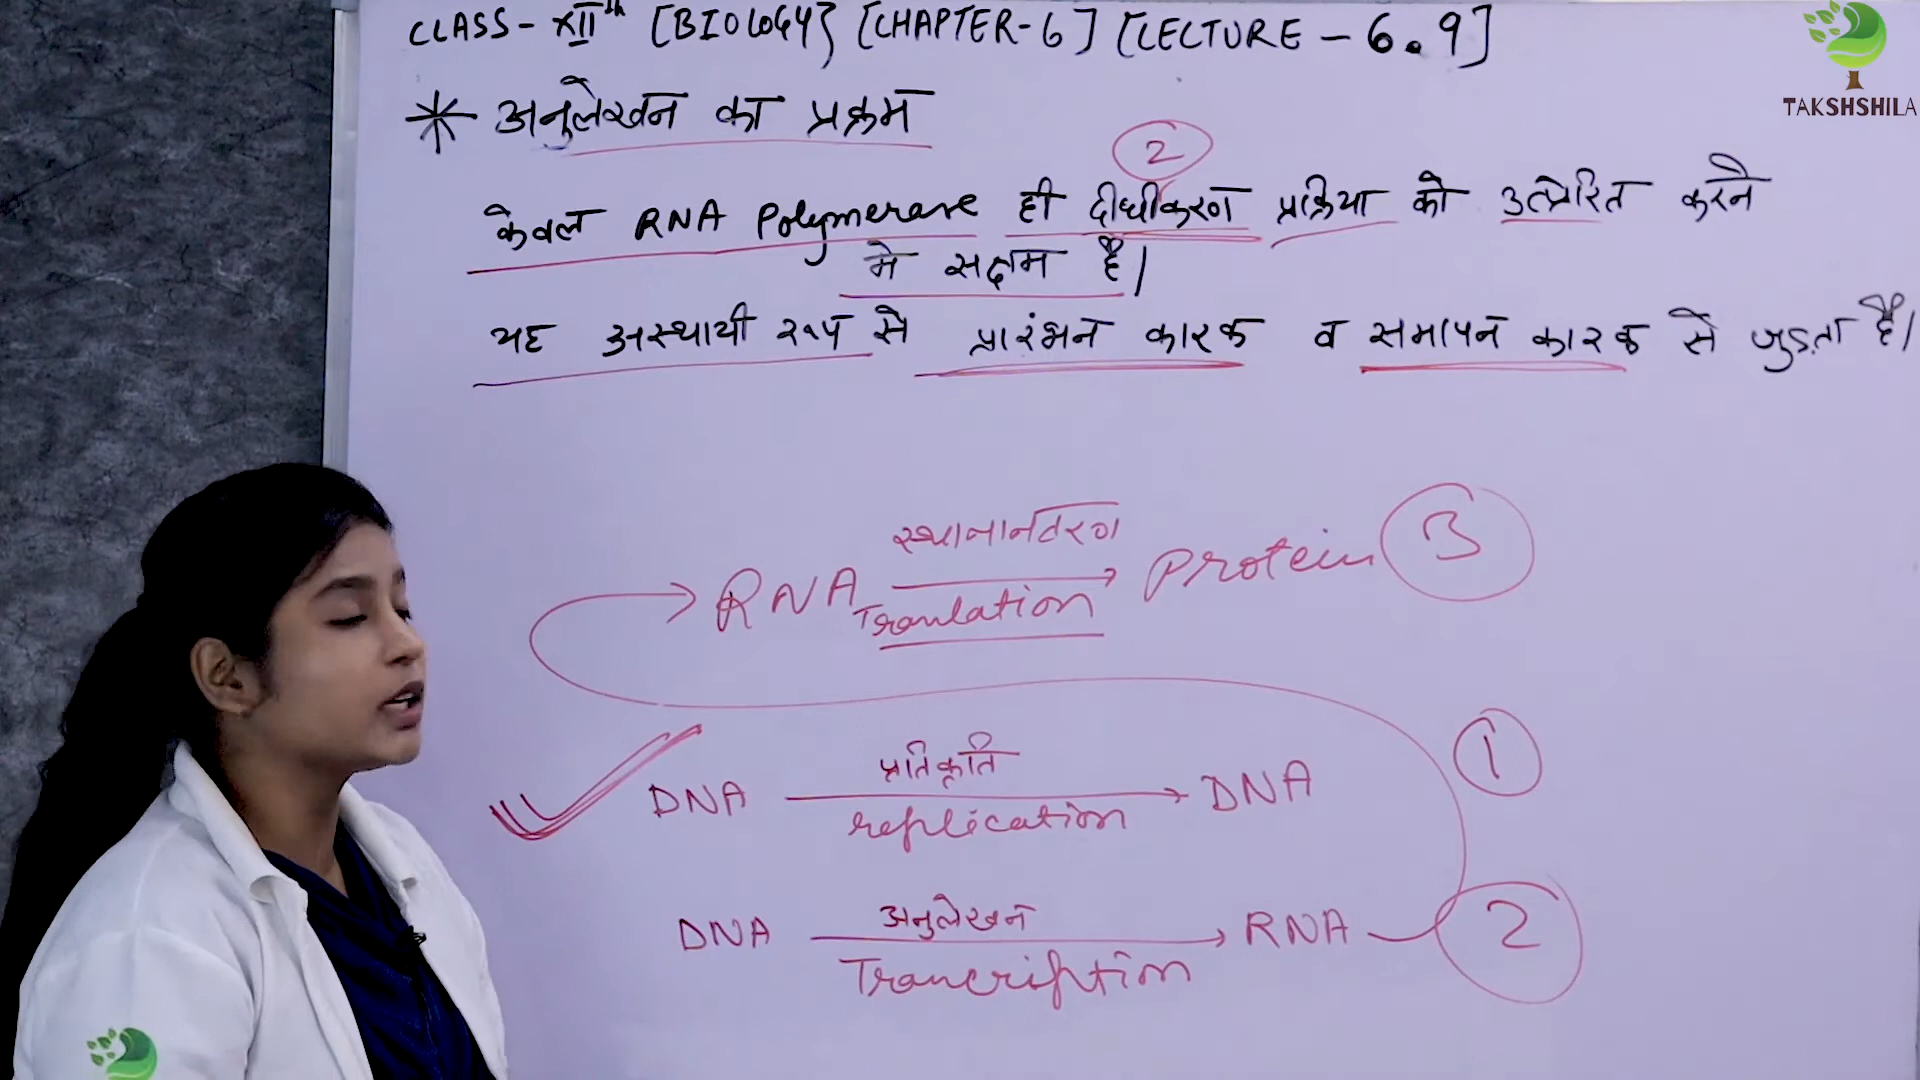 CLASS - XIIth [BIOLOGY} [CHAPTER-6] [LECTURE - 6.9]
TAKSHSHILA
* अनुलेखन का प्रक्रम
2
केवल RNA Polymerase ही दीर्घीकरण प्रक्रिया को उत्प्रेरित करने
मे सक्षम है।
यह अस्थायी रूप से प्रारंभन कारक व समापन कारक से जुड़ता है।
स्थानानंतरण
RNA → Protein 3
Tranlation
प्रतिकृति
DNA → DNA 1
replication
अनुलेखन
DNA → RNA 2
Trancription